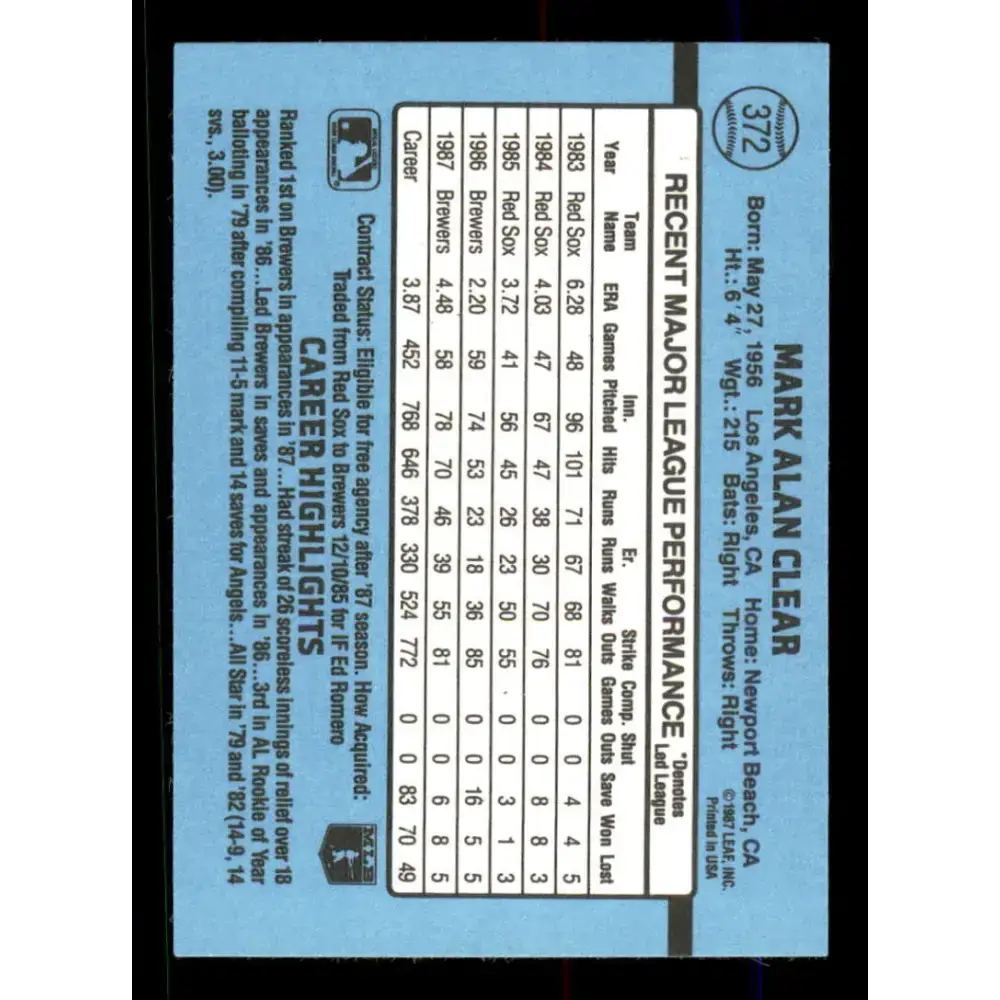 372
MARK ALAN CLEAR
Born: May 27, 1956 Los Angeles, CA Home: Newport Beach, CA
Ht.: 6'4" Wgt.: 215 Bats: Right Throws: Right
©1987 LEAF, INC.
Printed in USA
RECENT MAJOR LEAGUE PERFORMANCE
*Denotes
Led League
Team Inn. Er. Strike Comp. Shut
Year Name ERA Games Pitched Hits Runs Runs Walks Outs Games Outs Save Won Lost
1983 Red Sox 6.28 48 96 101 71 67 68 81 0 0 4 4 5
1984 Red Sox 4.03 47 67 47 38 30 70 76 0 0 8 8 3
1985 Red Sox 3.72 41 56 45 26 23 50 55 0 0 3 1 3
1986 Brewers 2.20 59 74 53 23 18 36 85 0 0 16 5 5
1987 Brewers 4.48 58 78 70 46 39 55 81 0 0 6 8 5
Career 3.87 452 768 646 378 330 524 772 0 0 83 70 49
Contract Status: Eligible for free agency after '87 season. How Acquired:
Traded from Red Sox to Brewers 12/10/85 for IF Ed Romero
MLB
CAREER HIGHLIGHTS
Ranked 1st on Brewers in appearances in '87...Had streak of 26 scoreless innings of relief over 18
appearances in '86...Led Brewers in saves and appearances in '86...3rd in AL Rookie of Year
balloting in '79 after compiling 11-5 mark and 14 saves for Angels...All Star in '79 and '82 (14-9, 14
svs., 3.00).